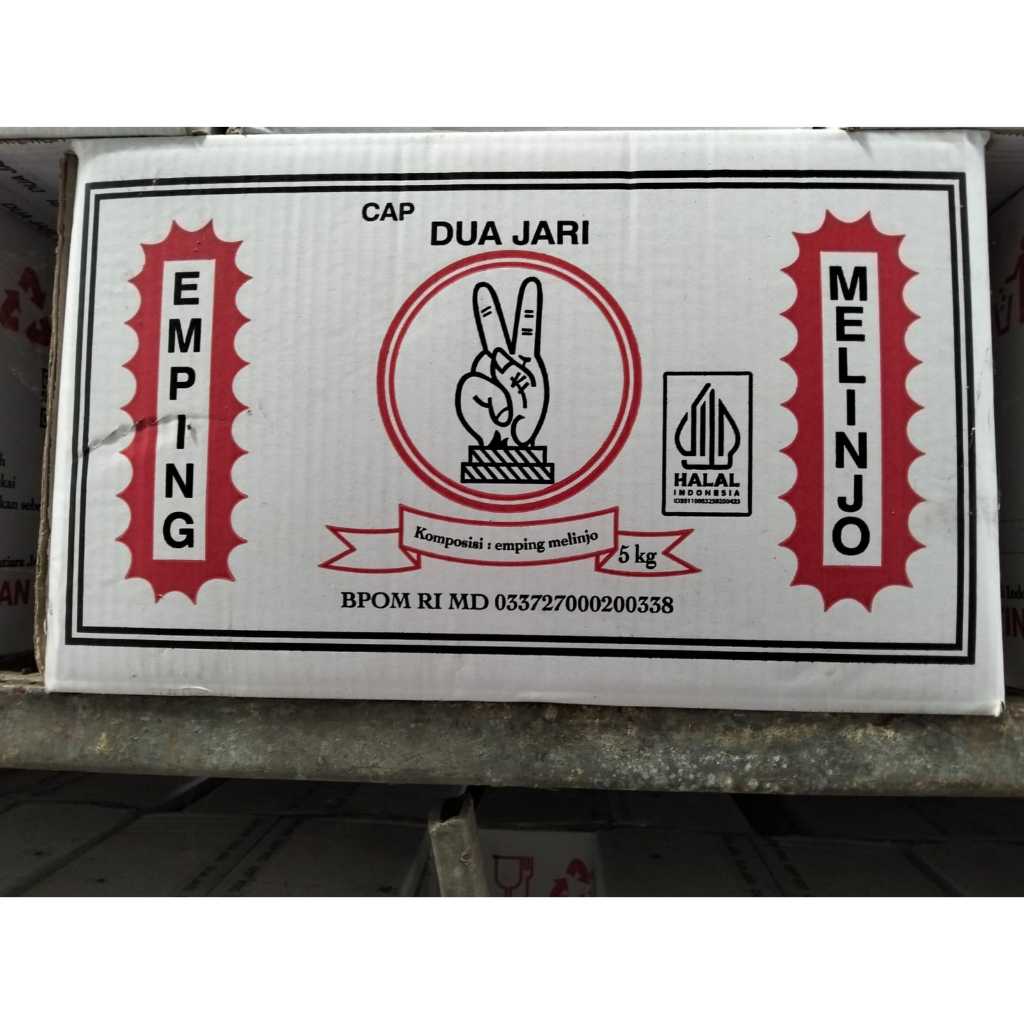 CAP
DUA JARI
EMPING
MELINJO
HALAL
INDONESIA
Komposisi : emping melinjo
5 kg
BPOM RI MD 033727000200338